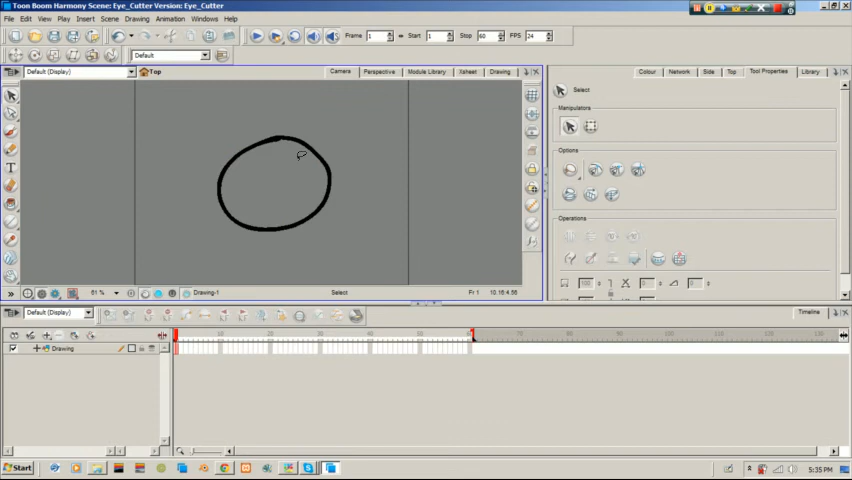 Toon Boom Harmony Scene: Eye_Cutter Version: Eye_Cutter
File Edit View Play Insert Scene Drawing Animation Windows Help
Frame 1 Start 1 Stop 60 FPS 24
Default
Default (Display) Top Camera Perspective Module Library Xsheet Drawing
Colour Network Side Top Tool Properties Library
Select
Manipulators
Options
Operations
100 0 0
61 % Drawing-1 Select Fr 1
Default (Display) Timeline
10 20 30 40 50 60 70 80 90 100 110 120 130
Drawing
Start 5:35 PM